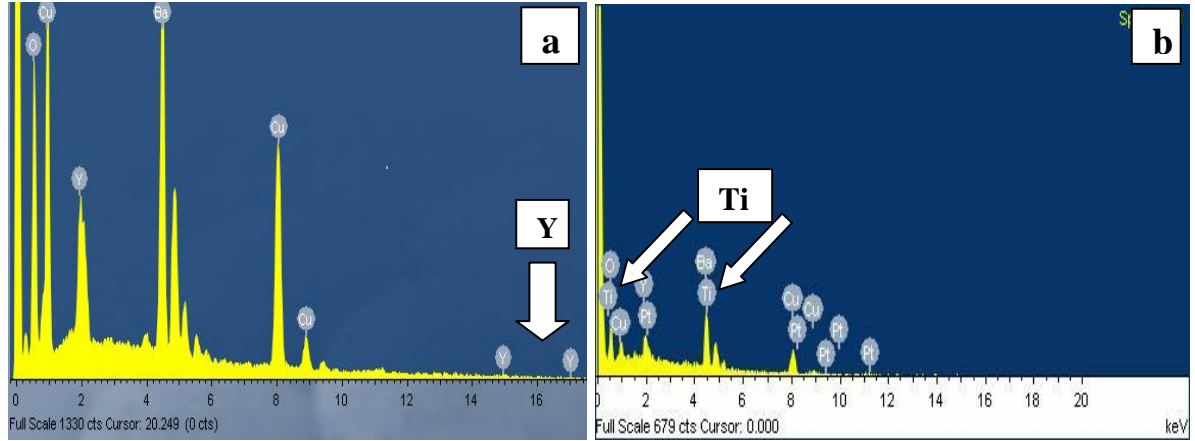 a
O Cu Ba
Y Cu
Cu Y Y
Y
0 2 4 6 8 10 12 14 16
Full Scale 1330 cts Cursor: 20.249 (0 cts)
b
Ti
O Y Ba
Ti Cu Pt Ti Cu Cu Pt Pt Pt Pt
0 2 4 6 8 10 12 14 16 18 20
Full Scale 679 cts Cursor: 0.000 keV